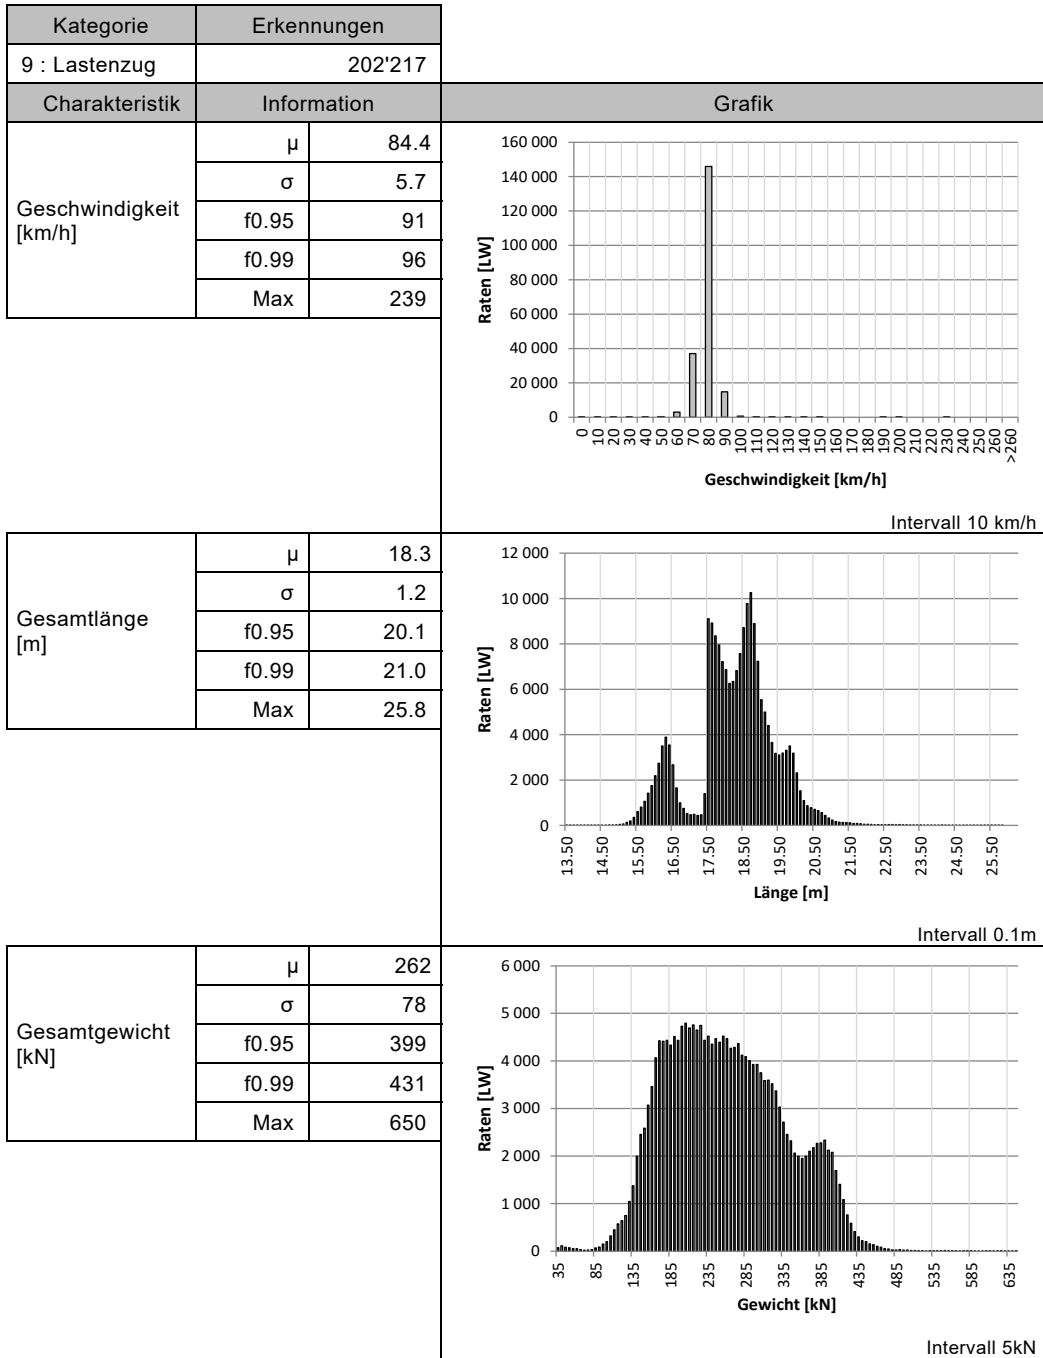 Kategorie Erkennungen
9 : Lastenzug 202'217
Charakteristik Information Grafik
Geschwindigkeit
[km/h]
μ 84.4
σ 5.7
f0.95 91
f0.99 96
Max 239
160 000
140 000
120 000
100 000
80 000
60 000
40 000
20 000
0
Raten [LW]
0 10 20 30 40 50 60 70 80 90 100 110 120 130 140 150 160 170 180 190 200 210 220 230 240 250 260 >260
Geschwindigkeit [km/h]
Intervall 10 km/h
Gesamtlänge
[m]
μ 18.3
σ 1.2
f0.95 20.1
f0.99 21.0
Max 25.8
12 000
10 000
8 000
6 000
4 000
2 000
0
Raten [LW]
13.50 14.50 15.50 16.50 17.50 18.50 19.50 20.50 21.50 22.50 23.50 24.50 25.50
Länge [m]
Intervall 0.1m
Gesamtgewicht
[kN]
μ 262
σ 78
f0.95 399
f0.99 431
Max 650
6 000
5 000
4 000
3 000
2 000
1 000
0
Raten [LW]
35 85 135 185 235 285 335 385 435 485 535 585 635
Gewicht [kN]
Intervall 5kN